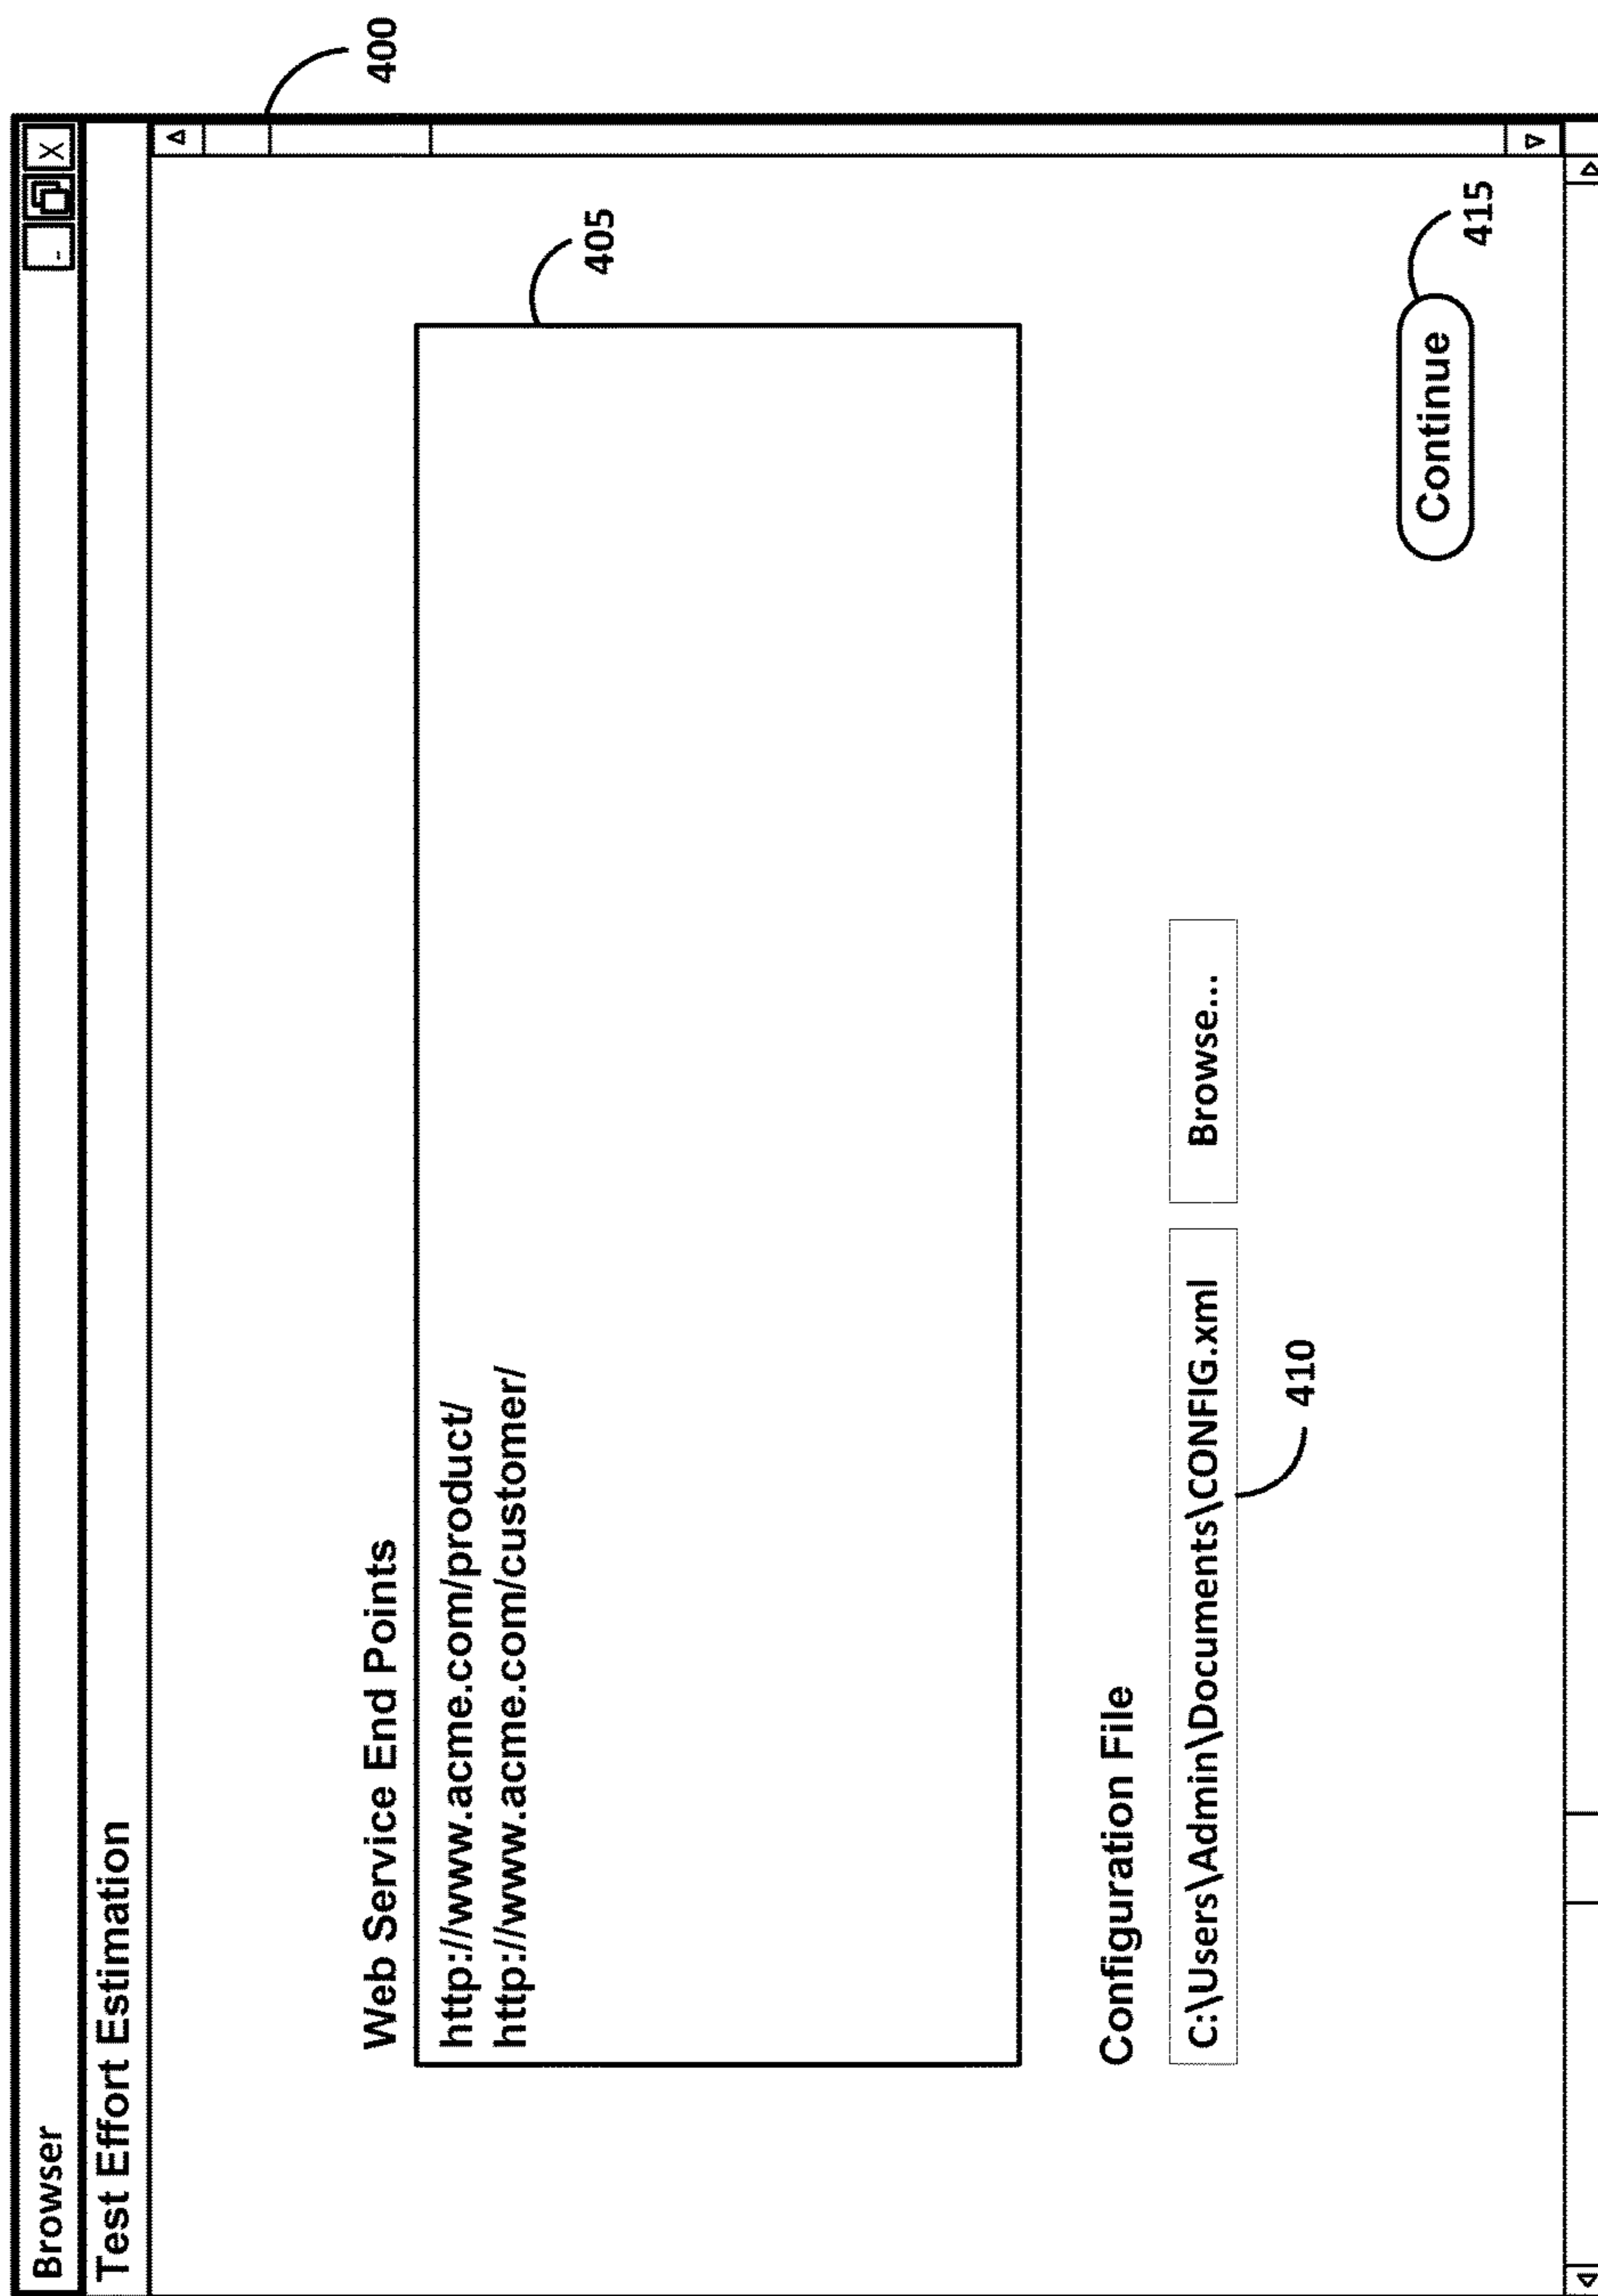 Browser
- X
Test Effort Estimation
400
Web Service End Points
http://www.acme.com/product/
http://www.acme.com/customer/
405
Configuration File
C:\Users\Admin\Documents\CONFIG.xml
Browse...
410
Continue
415